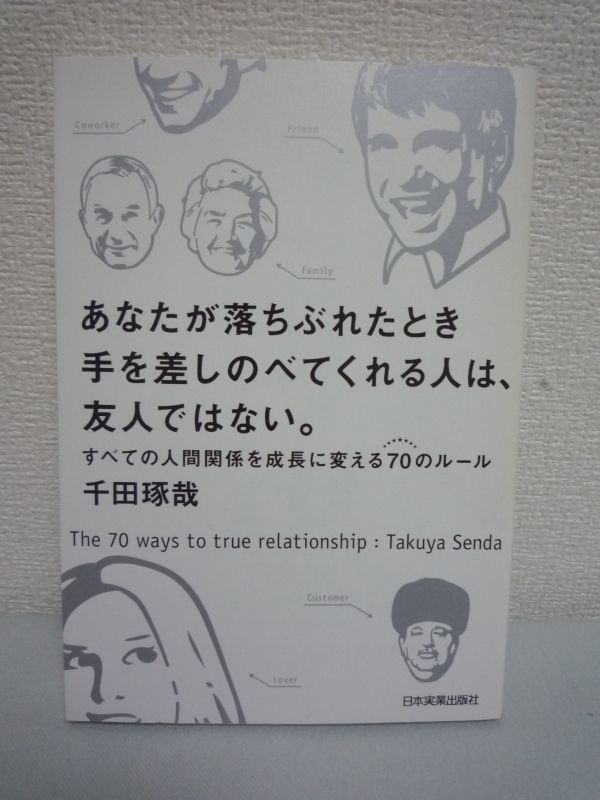 Coworker
Friend
Family
あなたが落ちぶれたとき
手を差しのべてくれる人は、
友人ではない。
すべての人間関係を成長に変える70のルール
千田琢哉
The 70 ways to true relationship : Takuya Senda
Customer
Lover
日本実業出版社